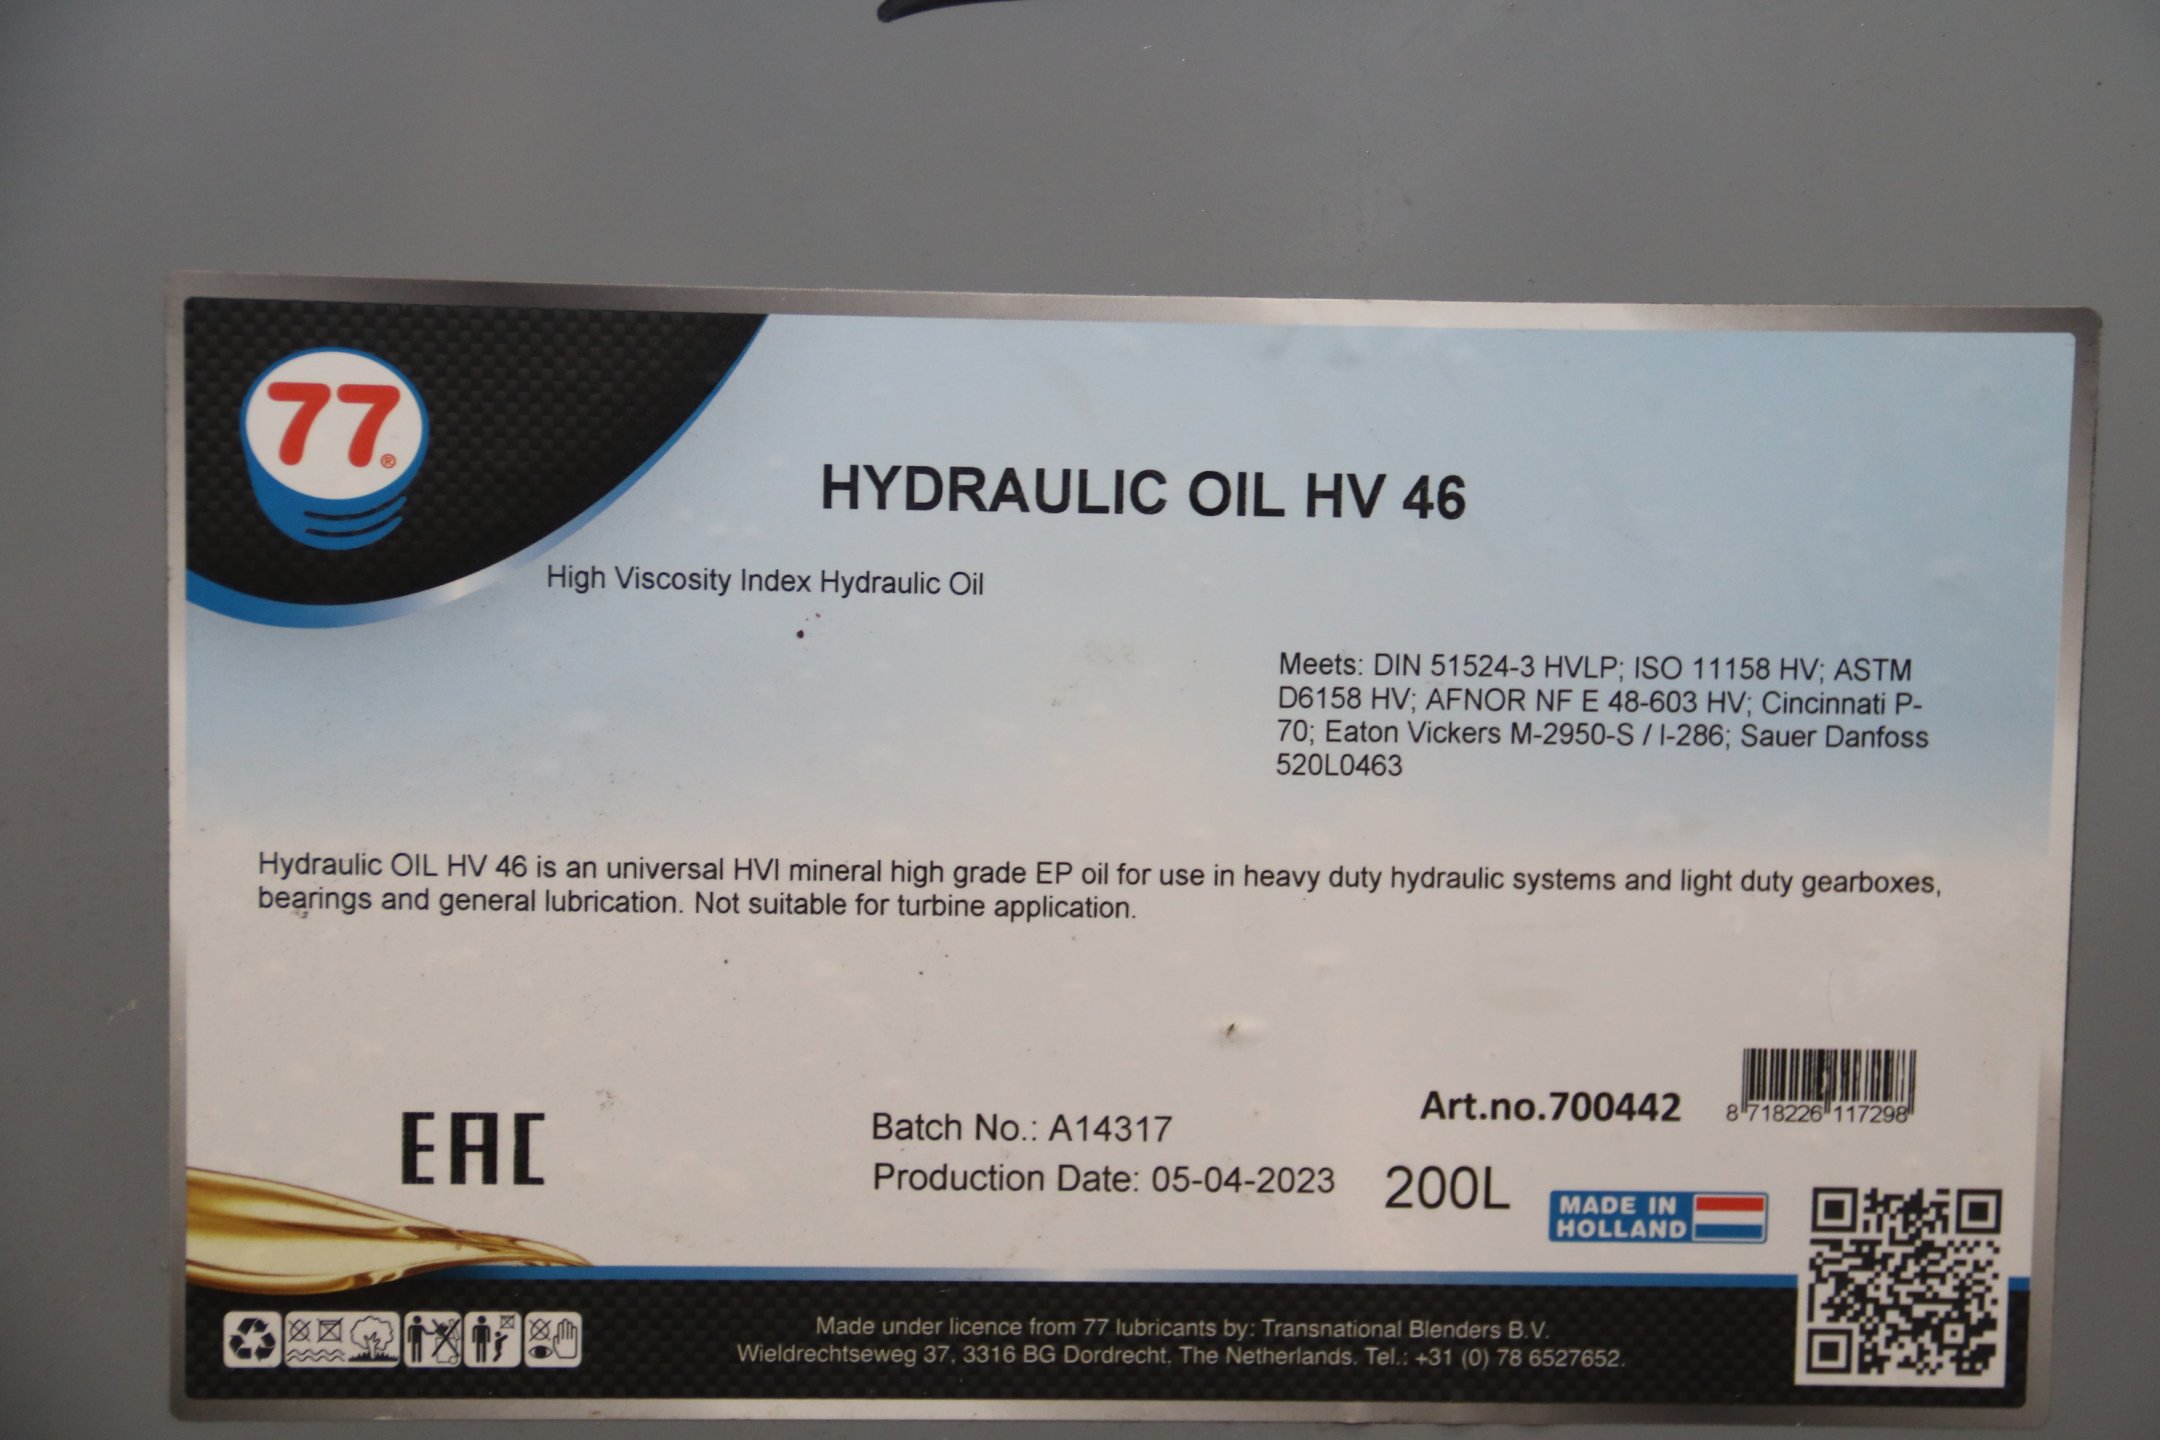 77®
HYDRAULIC OIL HV 46
High Viscosity Index Hydraulic Oil
Meets: DIN 51524-3 HVLP; ISO 11158 HV; ASTM
D6158 HV; AFNOR NF E 48-603 HV; Cincinnati P-
70; Eaton Vickers M-2950-S / I-286; Sauer Danfoss
520L0463
Hydraulic OIL HV 46 is an universal HVI mineral high grade EP oil for use in heavy duty hydraulic systems and light duty gearboxes,
bearings and general lubrication. Not suitable for turbine application.
EAC
Batch No.: A14317
Production Date: 05-04-2023
200L
Art.no.700442
8 718226 117298
MADE IN
HOLLAND
Made under licence from 77 lubricants by: Transnational Blenders B.V.
Wieldrechtseweg 37, 3316 BG Dordrecht. The Netherlands. Tel.: +31 (0) 78 6527652.